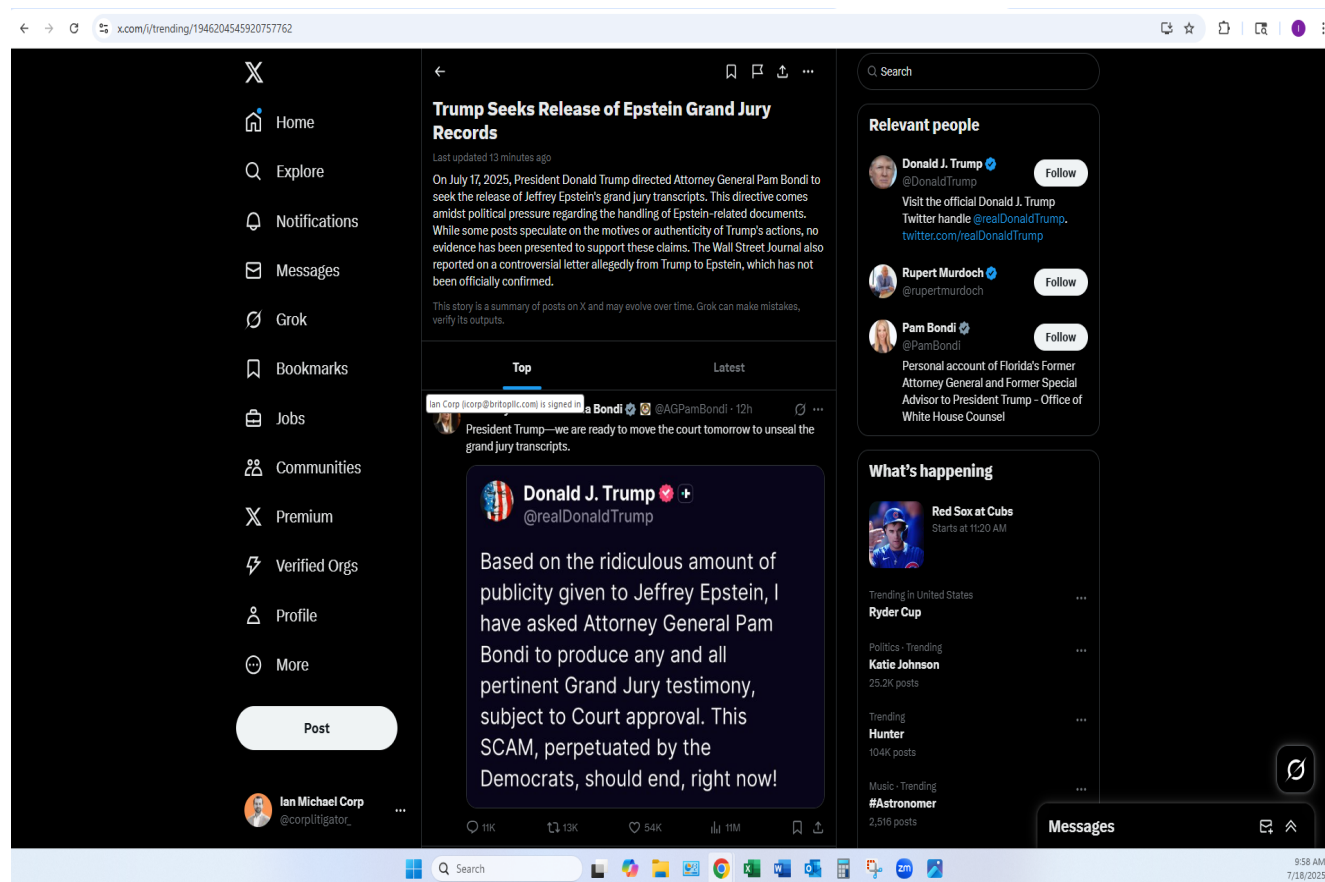 x.com/i/trending/1946204545920757762
Home
Explore
Notifications
Messages
Grok
Bookmarks
Jobs
Communities
Premium
Verified Orgs
Profile
More
Post
Ian Michael Corp
@corplitigator_
Trump Seeks Release of Epstein Grand Jury
Records
Last updated 13 minutes ago
On July 17, 2025, President Donald Trump directed Attorney General Pam Bondi to
seek the release of Jeffrey Epstein's grand jury transcripts. This directive comes
amidst political pressure regarding the handling of Epstein-related documents.
While some posts speculate on the motives or authenticity of Trump's actions, no
evidence has been presented to support these claims. The Wall Street Journal also
reported on a controversial letter allegedly from Trump to Epstein, which has not
been officially confirmed.
This story is a summary of posts on X and may evolve over time. Grok can make mistakes,
verify its outputs.
Top Latest
Ian Corp (icorp@britopllc.com) is signed in
a Bondi @AGPamBondi · 12h
President Trump—we are ready to move the court tomorrow to unseal the
grand jury transcripts.
Donald J. Trump
@realDonaldTrump
Based on the ridiculous amount of
publicity given to Jeffrey Epstein, I
have asked Attorney General Pam
Bondi to produce any and all
pertinent Grand Jury testimony,
subject to Court approval. This
SCAM, perpetuated by the
Democrats, should end, right now!
11K 13K 54K 11M
Search
Relevant people
Donald J. Trump
@DonaldTrump
Follow
Visit the official Donald J. Trump
Twitter handle @realDonaldTrump.
twitter.com/realDonaldTrump
Rupert Murdoch
@rupertmurdoch
Follow
Pam Bondi
@PamBondi
Follow
Personal account of Florida's Former
Attorney General and Former Special
Advisor to President Trump - Office of
White House Counsel
What's happening
Red Sox at Cubs
Starts at 11:20 AM
Trending in United States
Ryder Cup
Politics · Trending
Katie Johnson
25.2K posts
Trending
Hunter
104K posts
Music · Trending
#Astronomer
2,516 posts
Messages
Search
zm
9:58 AM
7/18/2025